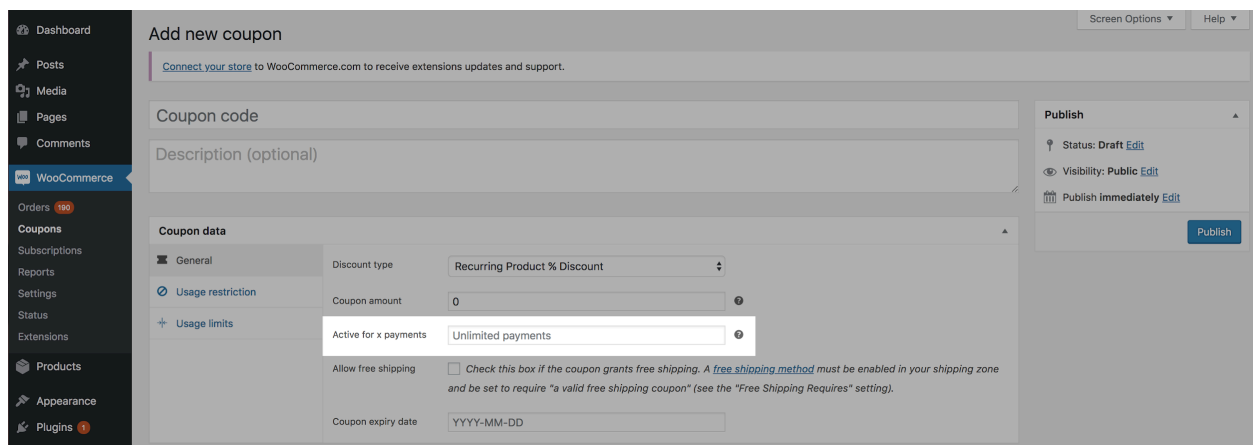 Screen Options ▼
Help ▼
Dashboard
Posts
Media
Pages
Comments
WooCommerce
Orders 190
Coupons
Subscriptions
Reports
Settings
Status
Extensions
Products
Appearance
Plugins 1
Add new coupon
Connect your store to WooCommerce.com to receive extensions updates and support.
Coupon code
Description (optional)
Coupon data
General
Usage restriction
Usage limits
Discount type
Recurring Product % Discount
Coupon amount
0
Active for x payments
Unlimited payments
Allow free shipping
Check this box if the coupon grants free shipping. A free shipping method must be enabled in your shipping zone
and be set to require "a valid free shipping coupon" (see the "Free Shipping Requires" setting).
Coupon expiry date
YYYY-MM-DD
Publish
Status: Draft Edit
Visibility: Public Edit
Publish immediately Edit
Publish